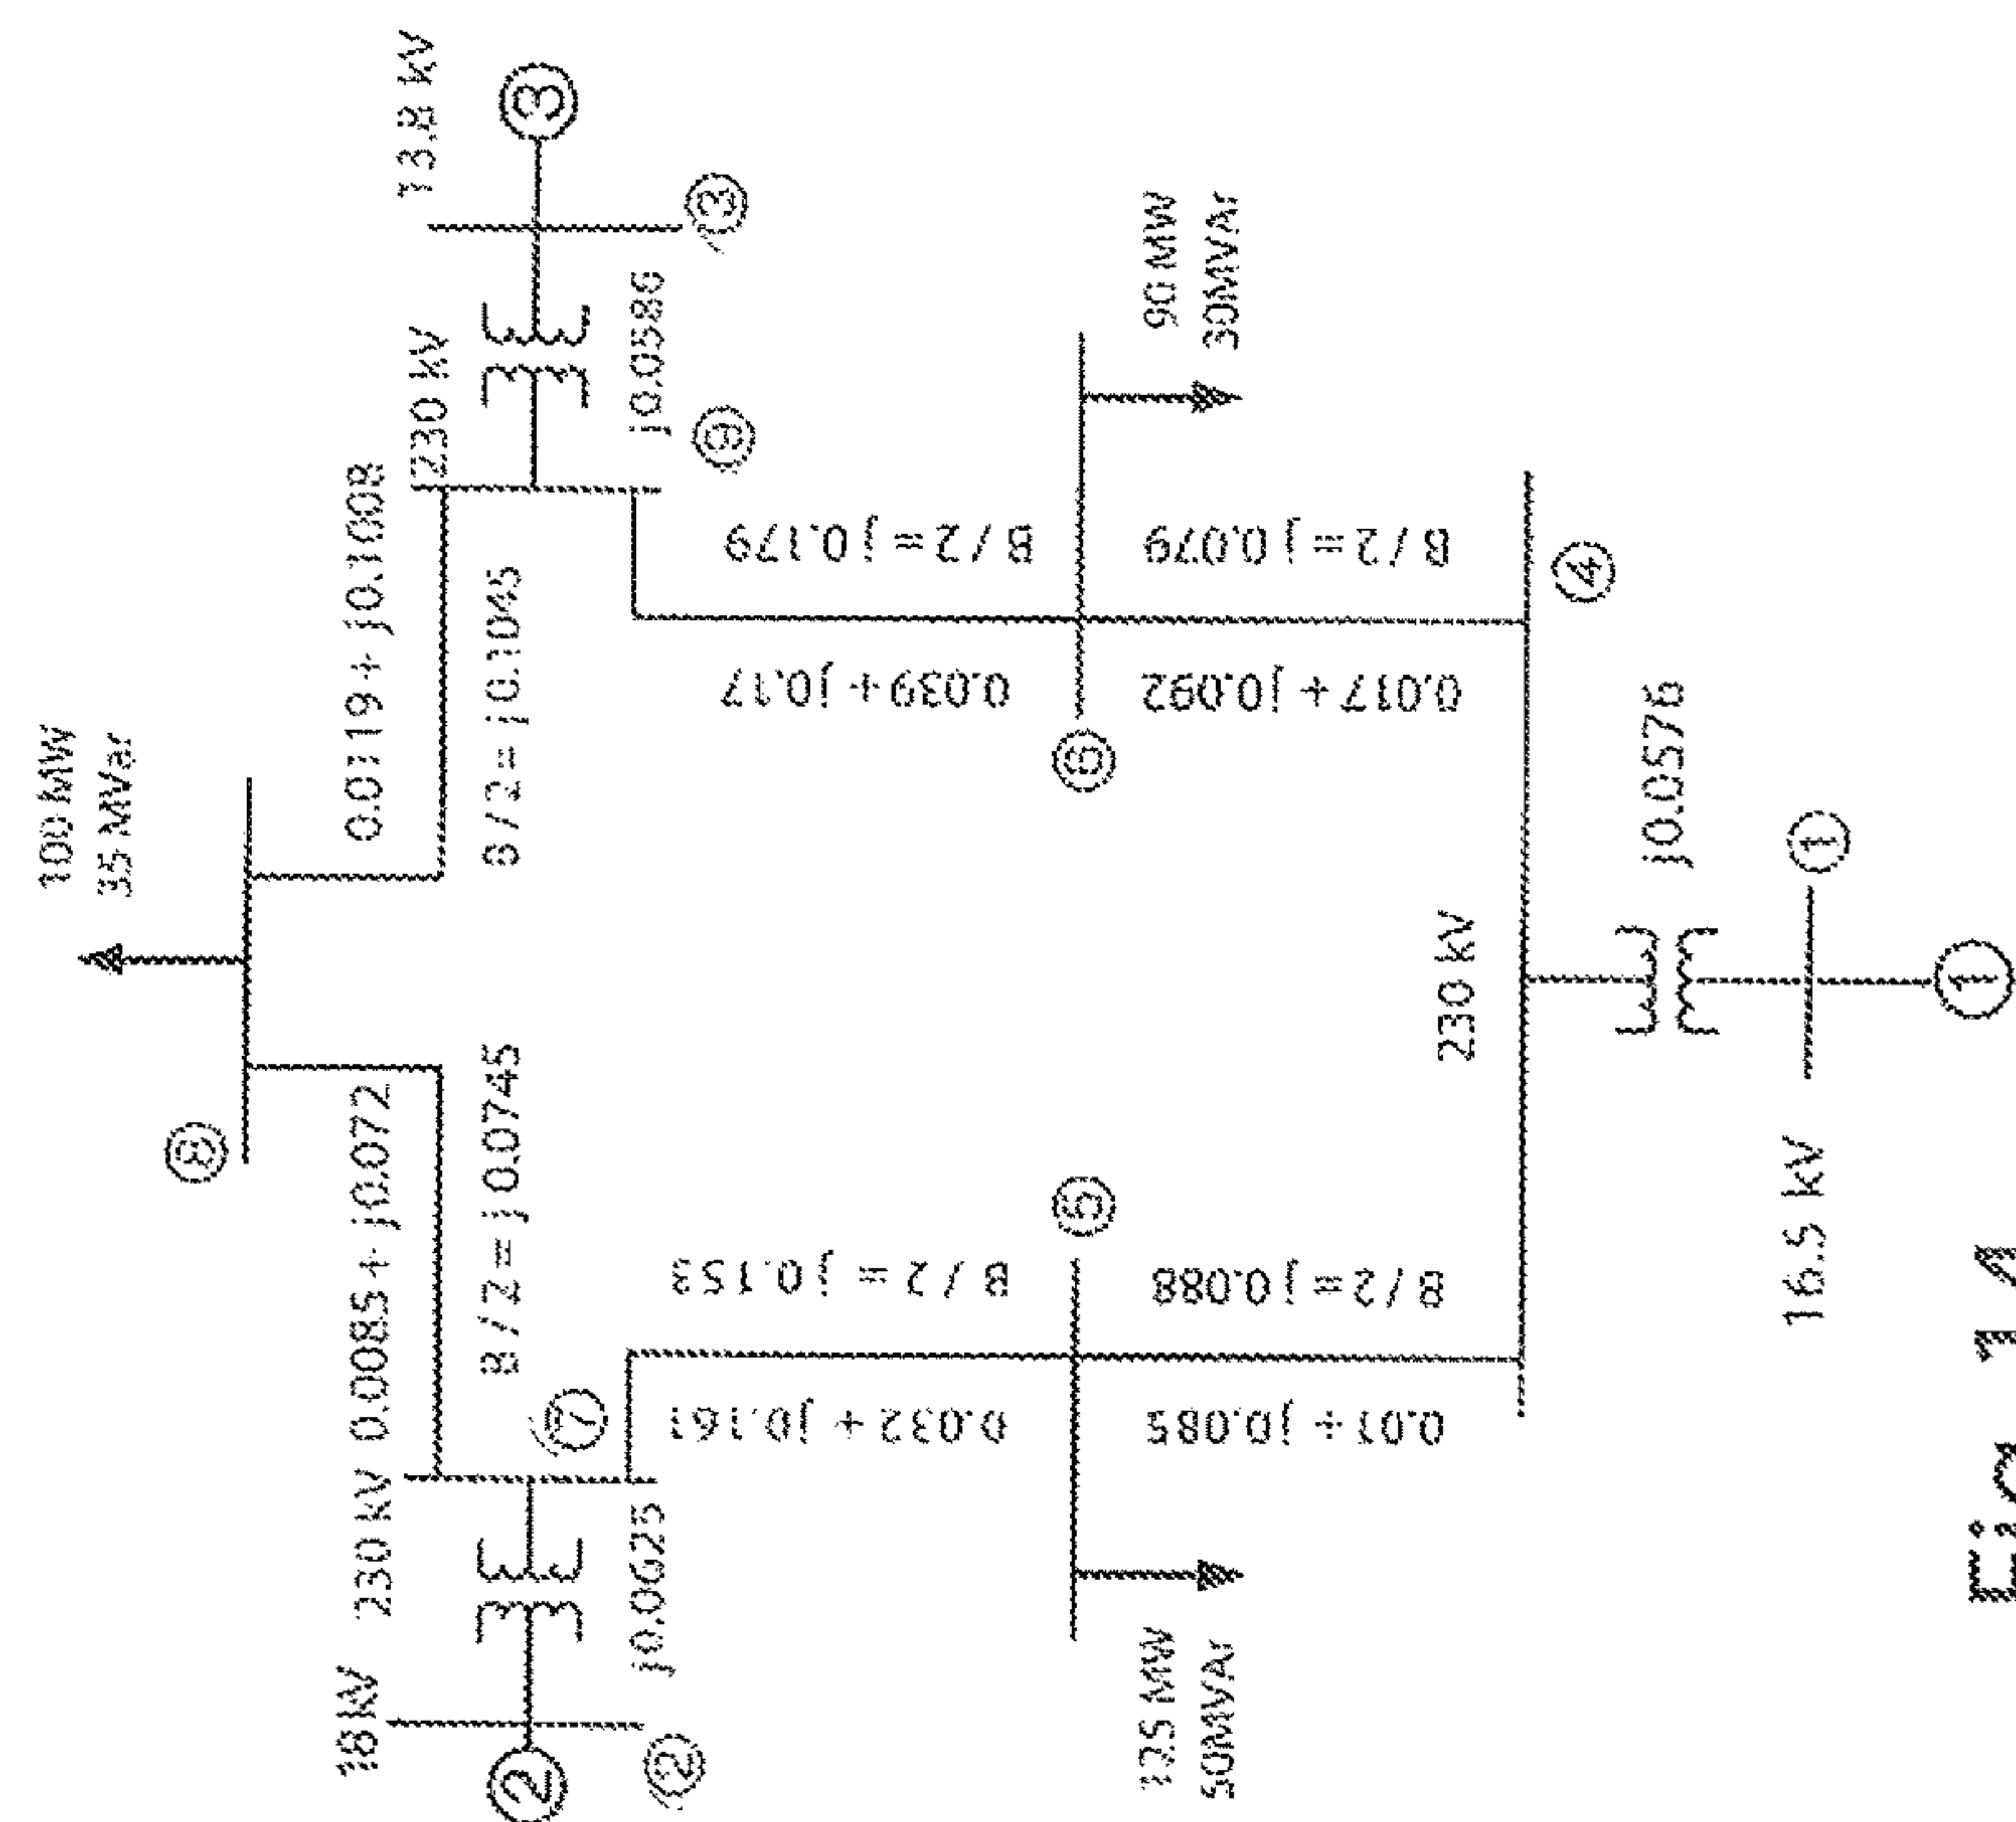 100 MW
35 MVar
⑧
18 kV
230 kV
0.0085 + j0.072
B / 2 = j0.0745
0.0119 + j0.1008
B / 2 = j0.1045
230 kV
13.8 kV
②
②
j0.0625
⑦
⑨
j0.0586
③
③
0.032 + j0.161
B / 2 = j0.153
0.039 + j0.17
B / 2 = j0.179
⑤
⑥
125 MW
50MVAr
90 MW
30MVAr
0.01 + j0.085
B / 2 = j0.088
0.017 + j0.092
B / 2 = j0.079
230 kV
④
j0.0576
16.5 kV
①
①
Fig 14